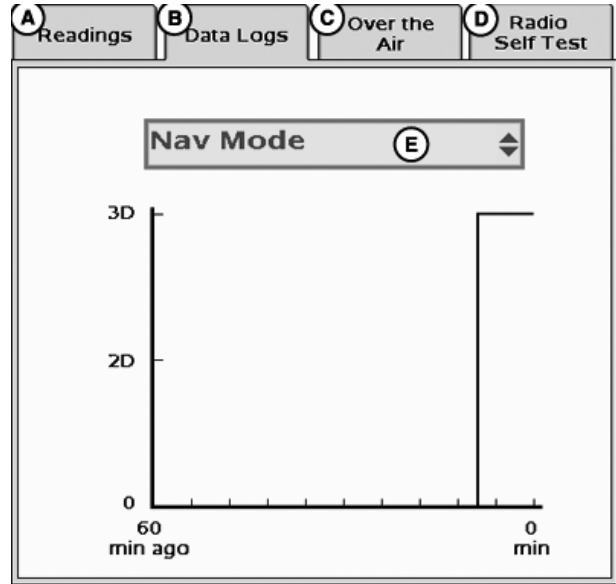 A Readings
B Data Logs
C Over the
Air
D Radio
Self Test
Nav Mode E
3D
2D
0
60
min ago
0
min